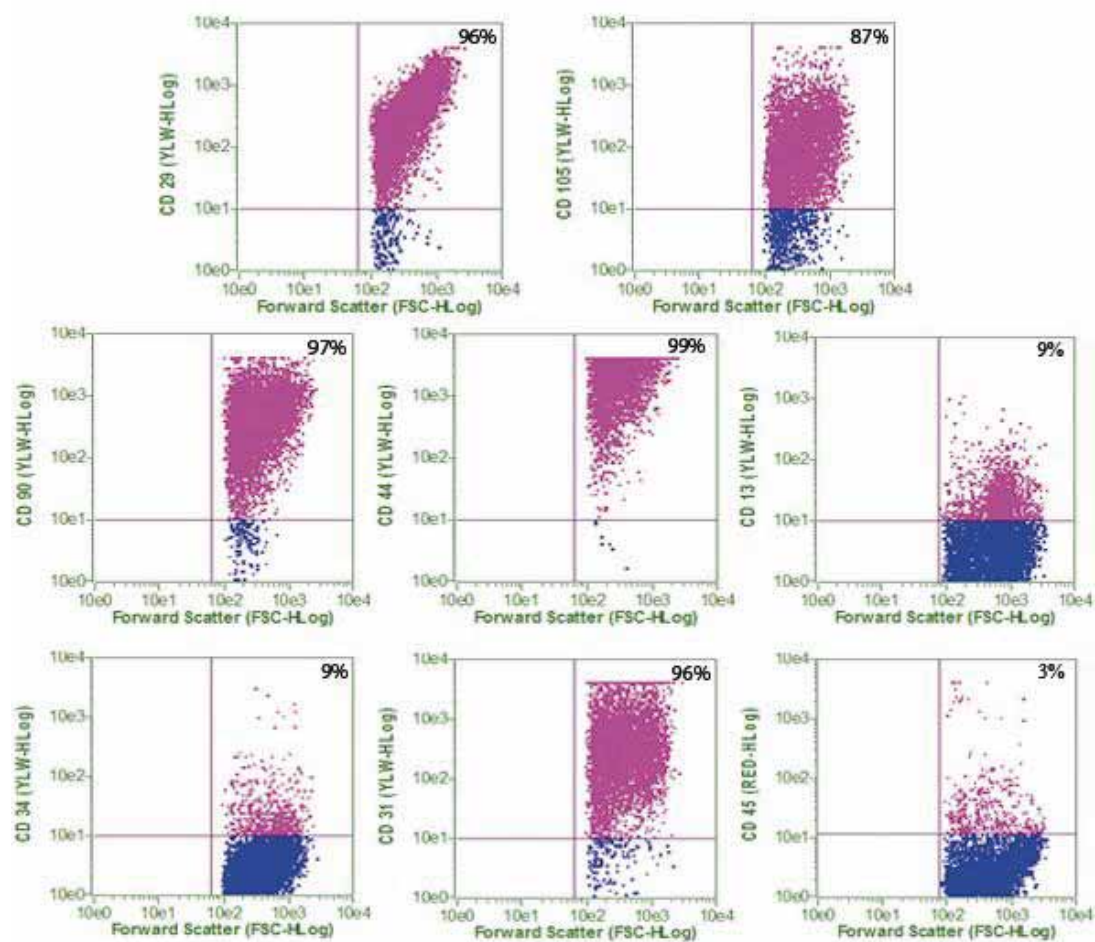 96%
CD 29 (YLW-HLog)
10e4
10e3
10e2
10e1
10e0
10e0 10e1 10e2 10e3 10e4
Forward Scatter (FSC-HLog)
87%
CD 105 (YLW-HLog)
10e4
10e3
10e2
10e1
10e0
10e0 10e1 10e2 10e3 10e4
Forward Scatter (FSC-HLog)
97%
CD 90 (YLW-HLog)
10e4
10e3
10e2
10e1
10e0
10e0 10e1 10e2 10e3 10e4
Forward Scatter (FSC-HLog)
99%
CD 44 (YLW-HLog)
10e4
10e3
10e2
10e1
10e0
10e0 10e1 10e2 10e3 10e4
Forward Scatter (FSC-HLog)
9%
CD 13 (YLW-HLog)
10e4
10e3
10e2
10e1
10e0
10e0 10e1 10e2 10e3 10e4
Forward Scatter (FSC-HLog)
9%
CD 34 (YLW-HLog)
10e4
10e3
10e2
10e1
10e0
10e0 10e1 10e2 10e3 10e4
Forward Scatter (FSC-HLog)
96%
CD 31 (YLW-HLog)
10e4
10e3
10e2
10e1
10e0
10e0 10e1 10e2 10e3 10e4
Forward Scatter (FSC-HLog)
3%
CD 45 (RED-HLog)
10e4
10e3
10e2
10e1
10e0
10e0 10e1 10e2 10e3 10e4
Forward Scatter (FSC-HLog)